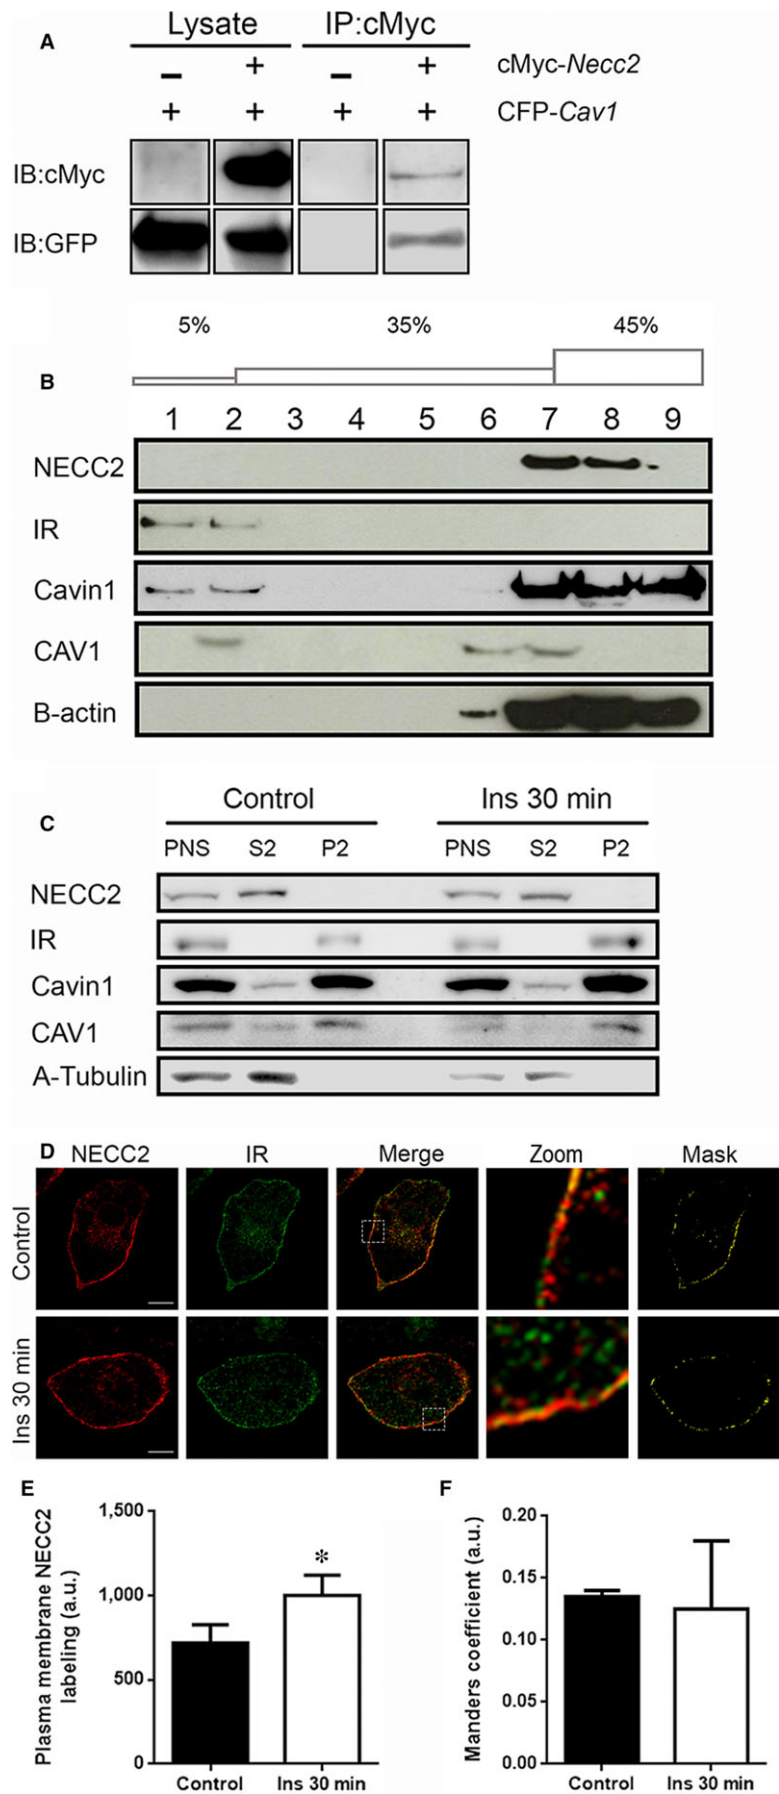 A
Lysate IP:cMyc
− + − + cMyc-Necc2
+ + + + CFP-Cav1
IB:cMyc
IB:GFP
5% 35% 45%
B
1 2 3 4 5 6 7 8 9
NECC2
IR
Cavin1
CAV1
B-actin
C
Control Ins 30 min
PNS S2 P2 PNS S2 P2
NECC2
IR
Cavin1
CAV1
A-Tubulin
D
NECC2 IR Merge Zoom Mask
Control
Ins 30 min
E
Plasma membrane NECC2
labeling (a.u.)
1,500
1,000
500
0
*
Control Ins 30 min
F
Manders coefficient (a.u.)
0.20
0.15
0.10
0.05
0.00
Control Ins 30 min